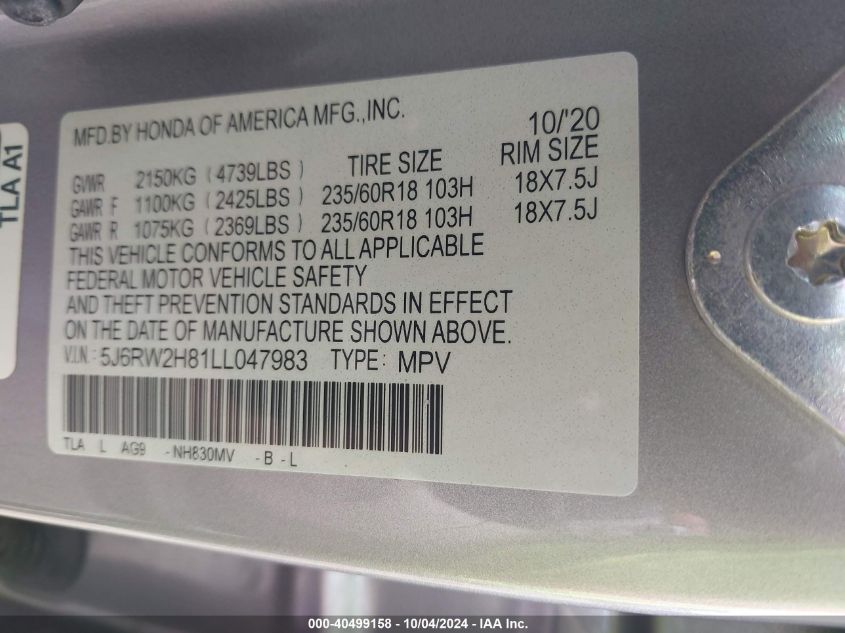 TLA A1
MFD.BY HONDA OF AMERICA MFG.,INC. 10/'20
GVWR 2150KG (4739LBS) TIRE SIZE RIM SIZE
GAWR F 1100KG (2425LBS) 235/60R18 103H 18X7.5J
GAWR R 1075KG (2369LBS) 235/60R18 103H 18X7.5J
THIS VEHICLE CONFORMS TO ALL APPLICABLE
FEDERAL MOTOR VEHICLE SAFETY
AND THEFT PREVENTION STANDARDS IN EFFECT
ON THE DATE OF MANUFACTURE SHOWN ABOVE.
V.I.N.: 5J6RW2H81LL047983 TYPE: MPV
TLA L AG9 -NH830MV -B -L
000-40499158 - 10/04/2024 - IAA Inc.